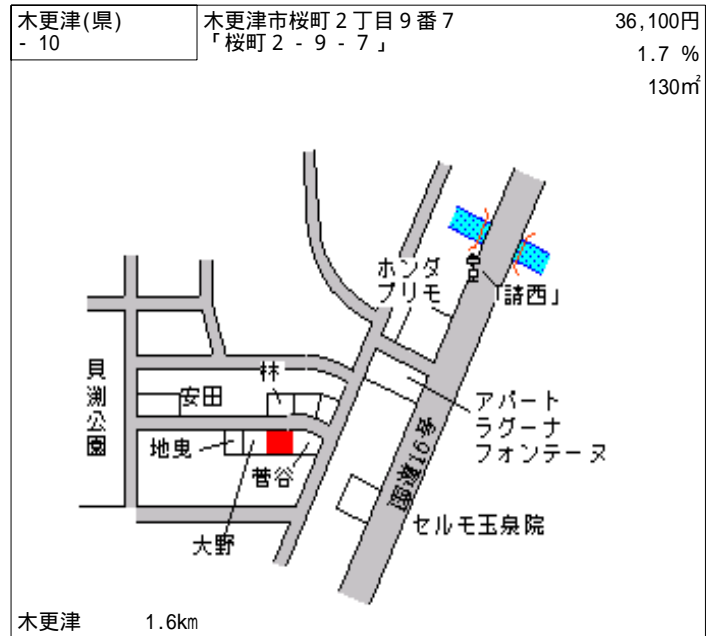 木更津(県)
- 10
木更津市桜町2丁目9番7
「桜町2-9-7」
36,100円
1.7 %
130㎡
ホンダ
プリモ
「請西」
林
貝渕公園
安田
アパート
ラグーナ
フォンテーヌ
国道16号
地曳
菅谷
大野
セルモ玉泉院
木更津 1.6km